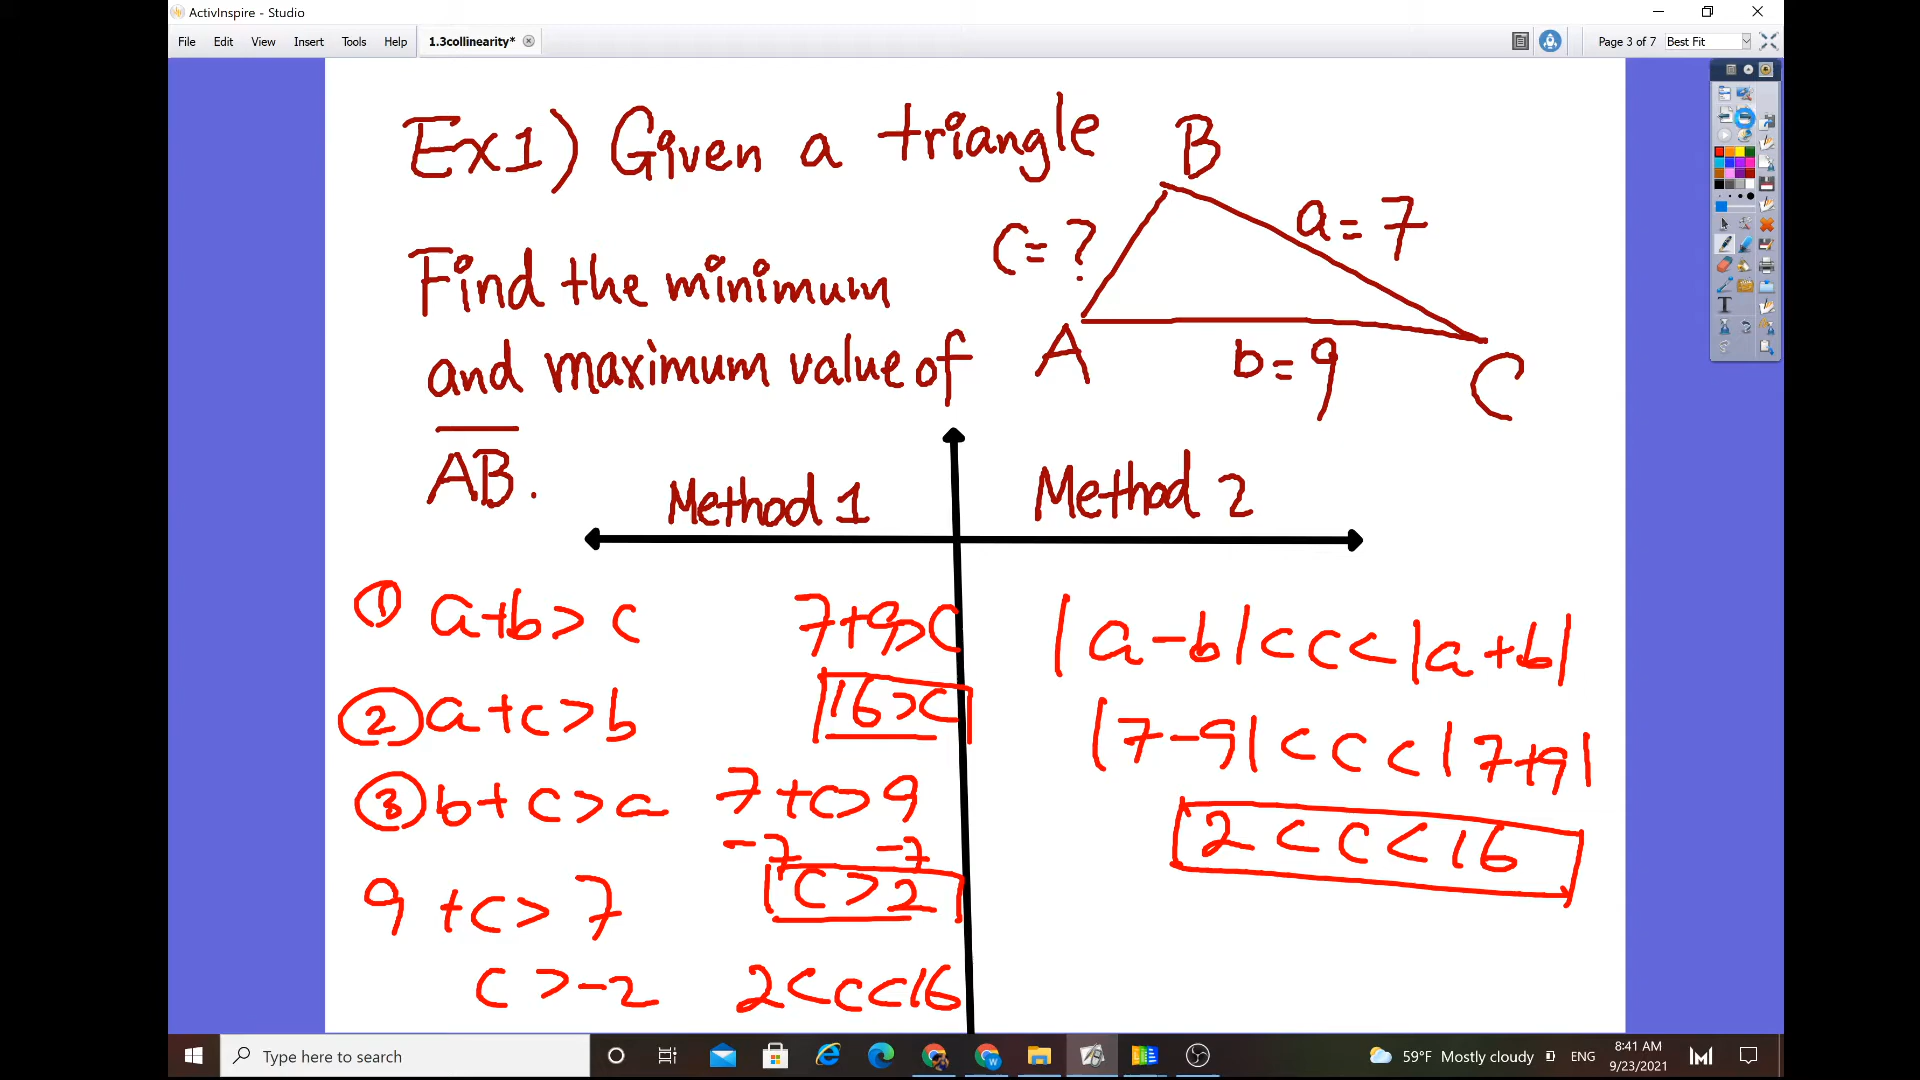 ActivInspire - Studio
File Edit View Insert Tools Help 1.3collinearity* Page 3 of 7 Best Fit
Ex1) Given a triangle
Find the minimum
and maximum value of
AB.
B
c = ?
a = 7
A
b = 9
C
Method 1
① a+b > c 7+9>c
16>c
② a+c > b
③ b + c > a 7 + c > 9
-7 -7
c > 2
9 + c > 7
c > -2 2<c<16
Method 2
|a-b|<c<|a+b|
|7-9|<c<|7+9|
2<c<16
Type here to search
59°F Mostly cloudy ENG 8:41 AM
9/23/2021